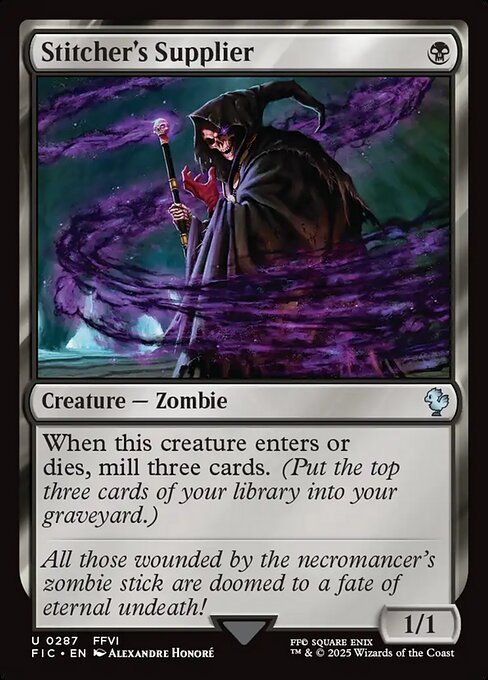 Stitcher's Supplier
Creature — Zombie
When this creature enters or
dies, mill three cards. (Put the top
three cards of your library into your
graveyard.)
All those wounded by the necromancer's
zombie stick are doomed to a fate of
eternal undeath!
1/1
U 0287 FFVI
FIC • EN Alexandre Honoré
FF© SQUARE ENIX
™ & © 2025 Wizards of the Coast